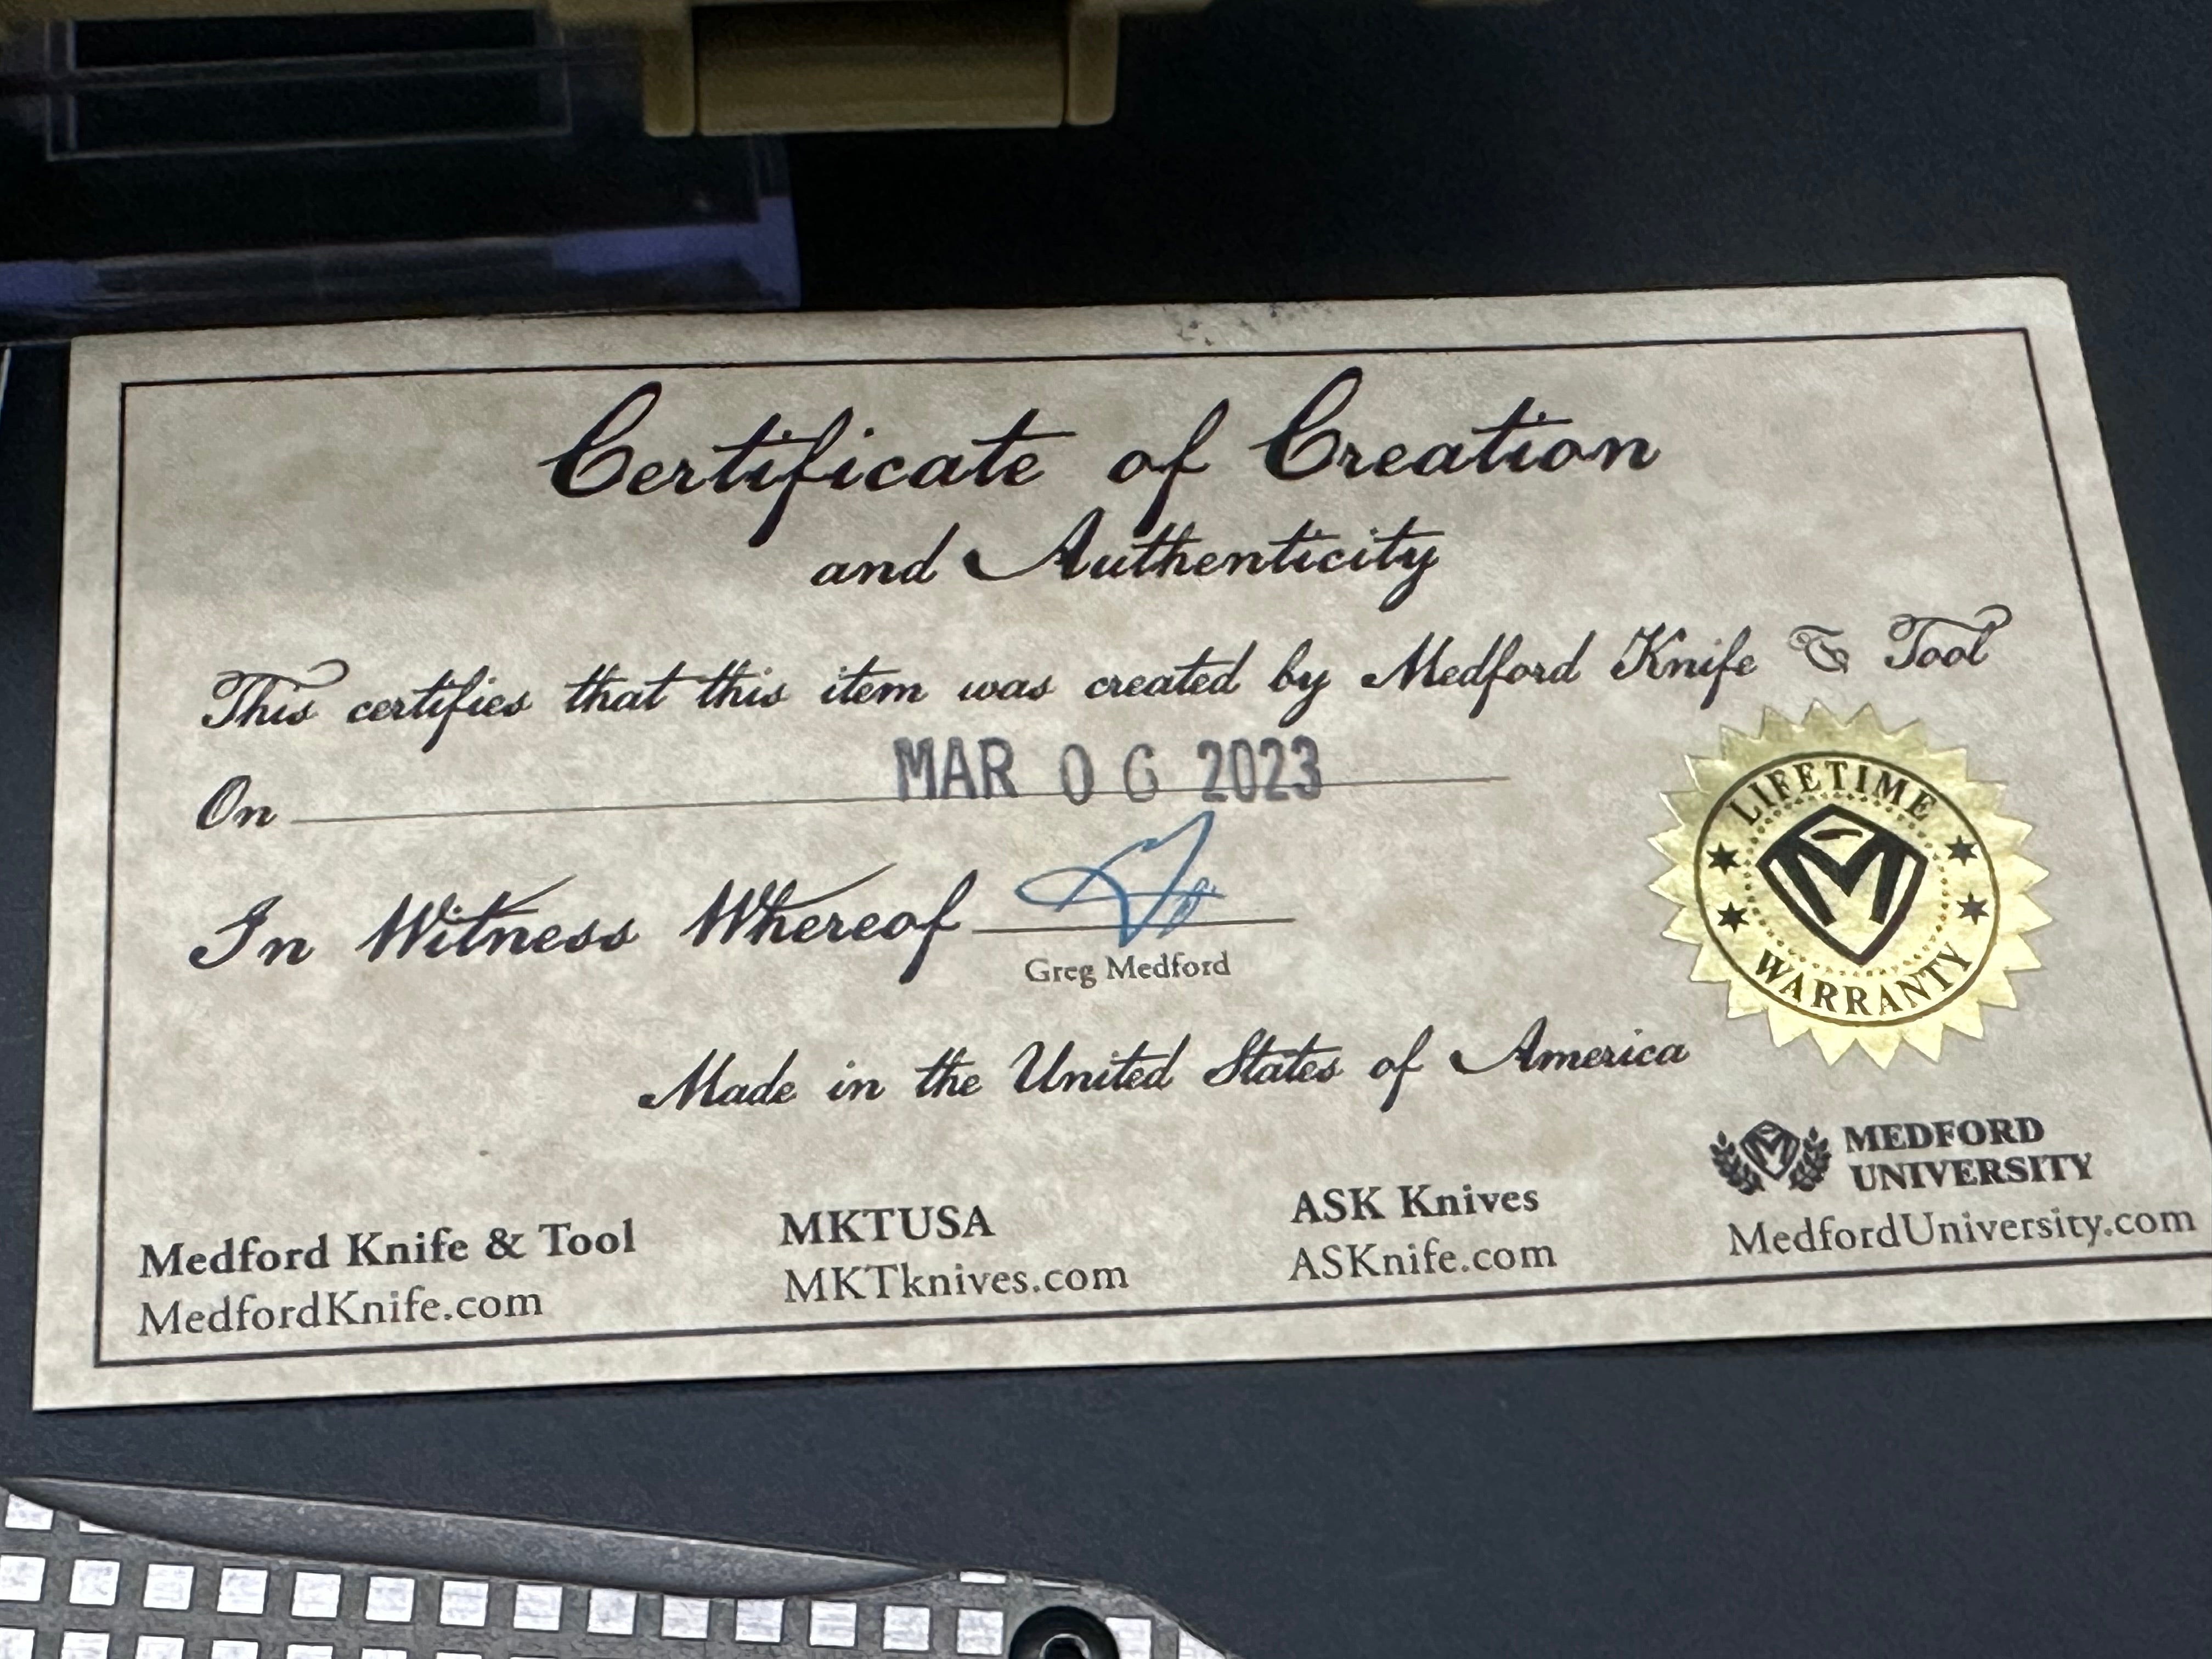 Certificate of Creation
and Authenticity
This certifies that this item was created by Medford Knife & Tool
On MAR 06 2023
In Witness Whereof
Greg Medford
LIFETIME
M
WARRANTY
Made in the United States of America
Medford Knife & Tool
MedfordKnife.com
MKTUSA
MKTknives.com
ASK Knives
ASKnife.com
M
MEDFORD
UNIVERSITY
MedfordUniversity.com